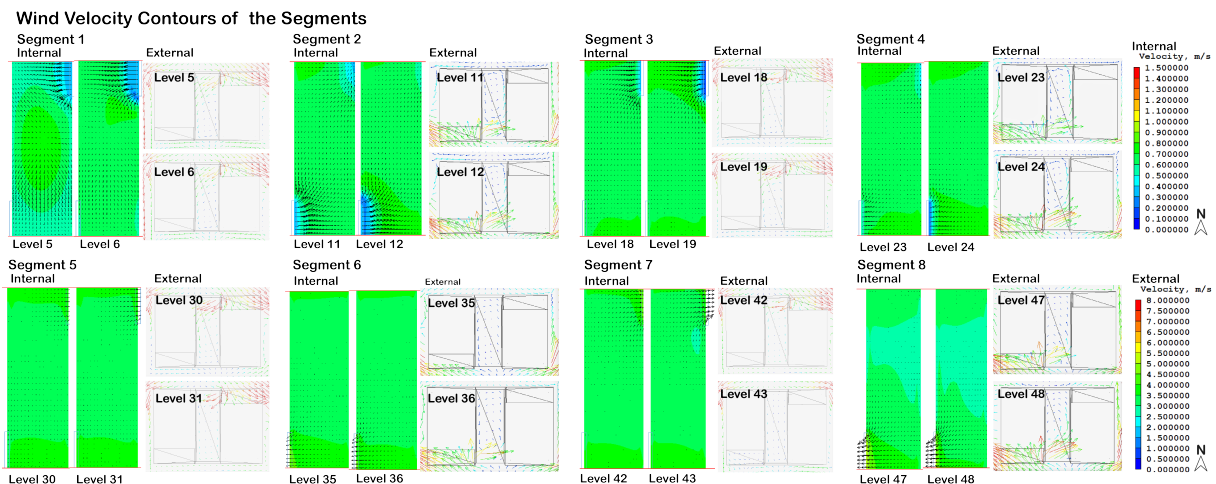 Wind Velocity Contours of  the Segments
Segment 1
Internal
External
Level 5
Level 6
Level 5
Level 6
Segment 2
Internal
External
Level 11
Level 12
Level 11
Level 12
Segment 3
Internal
External
Level 18
Level 19
Level 18
Level 19
Segment 4
Internal
External
Level 23
Level 24
Level 23
Level 24
Internal
Velocity, m/s
1.500000
1.400000
1.300000
1.200000
1.100000
1.000000
0.900000
0.800000
0.700000
0.600000
0.500000
0.400000
0.300000
0.200000
0.100000
0.000000
N
Segment 5
Internal
External
Level 30
Level 31
Level 30
Level 31
Segment 6
Internal
External
Level 35
Level 36
Level 35
Level 36
Segment 7
Internal
External
Level 42
Level 43
Level 42
Level 43
Segment 8
Internal
External
Level 47
Level 48
Level 47
Level 48
External
Velocity, m/s
8.000000
7.500000
7.000000
6.500000
6.000000
5.500000
5.000000
4.500000
4.000000
3.500000
3.000000
2.500000
2.000000
1.500000
1.000000
0.500000
0.000000
N